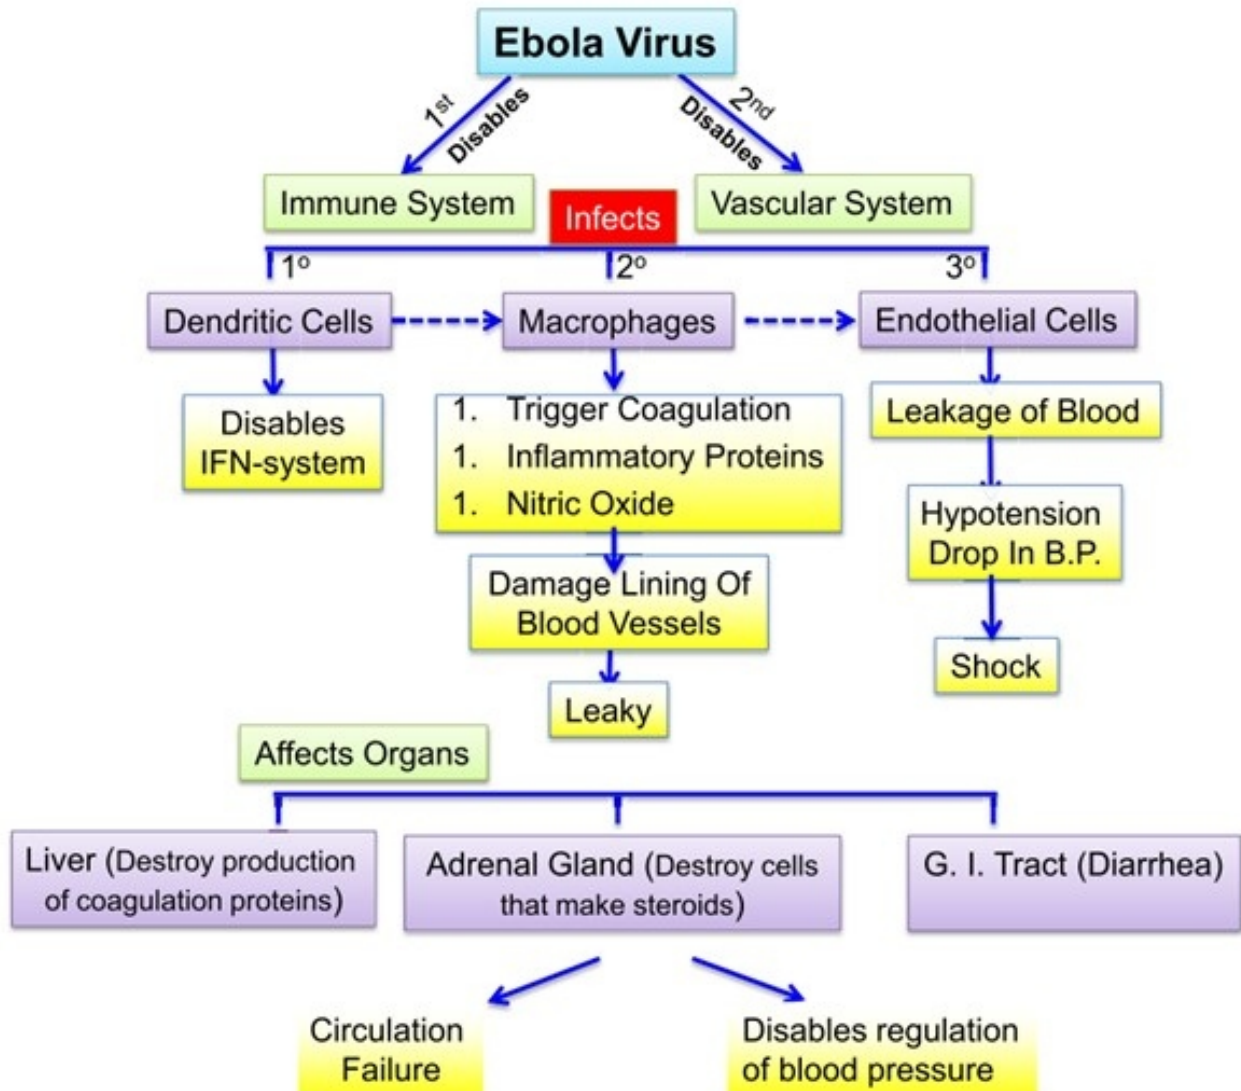 Ebola Virus
1st
Disables
2nd
Disables
Immune System
Vascular System
Infects
1o
2o
3o
Dendritic Cells
Macrophages
Endothelial Cells
Disables
IFN-system
1. Trigger Coagulation
1. Inflammatory Proteins
1. Nitric Oxide
Leakage of Blood
Hypotension
Drop In B.P.
Damage Lining Of
Blood Vessels
Shock
Leaky
Affects Organs
Liver (Destroy production
of coagulation proteins)
Adrenal Gland (Destroy cells
that make steroids)
G. I. Tract (Diarrhea)
Circulation
Failure
Disables regulation
of blood pressure